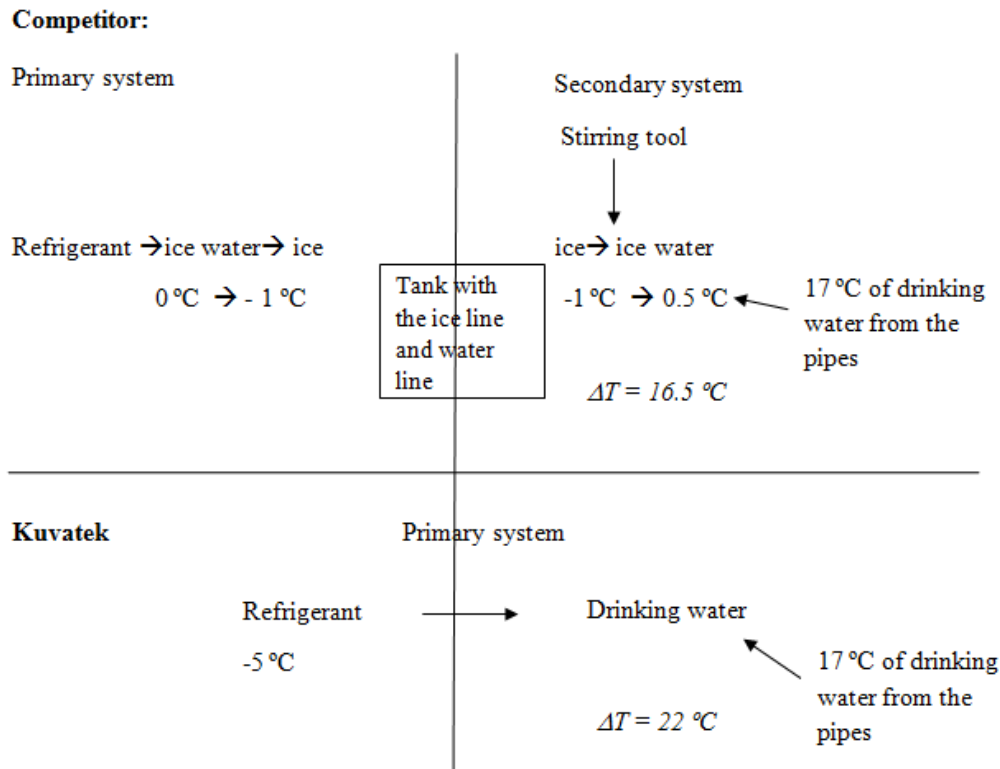 Competitor:
Primary system
Secondary system
Stirring tool
Refrigerant → ice water → ice
0 ºC → - 1 ºC
Tank with
the ice line
and water
line
ice → ice water
-1 ºC → 0.5 ºC
17 ºC of drinking
water from the
pipes
ΔT = 16.5 ºC
Kuvatek
Primary system
Refrigerant
-5 ºC
Drinking water
17 ºC of drinking
water from the
pipes
ΔT = 22 ºC